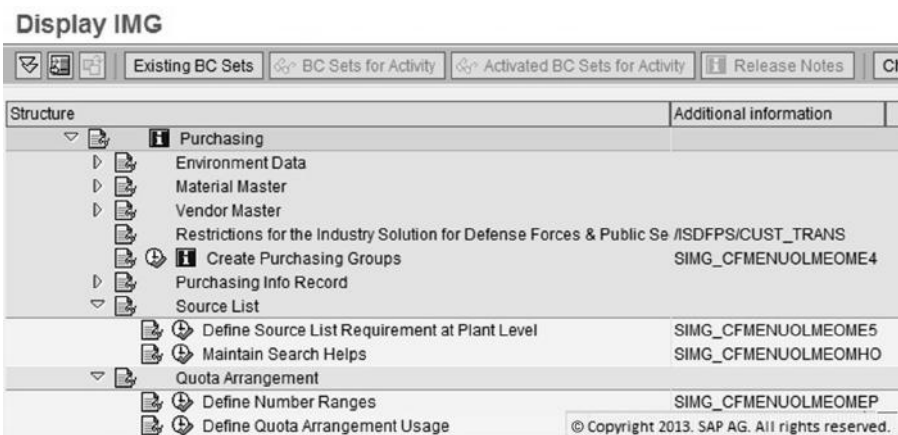 Display IMG
Existing BC Sets BC Sets for Activity Activated BC Sets for Activity Release Notes
Structure Additional information
Purchasing
Environment Data
Material Master
Vendor Master
Restrictions for the Industry Solution for Defense Forces & Public Se /ISDFPS/CUST_TRANS
Create Purchasing Groups SIMG_CFMENUOLMEOME4
Purchasing Info Record
Source List
Define Source List Requirement at Plant Level SIMG_CFMENUOLMEOME5
Maintain Search Helps SIMG_CFMENUOLMEOMHO
Quota Arrangement
Define Number Ranges SIMG_CFMENUOLMEOMEP
Define Quota Arrangement Usage © Copyright 2013. SAP AG. All rights reserved.